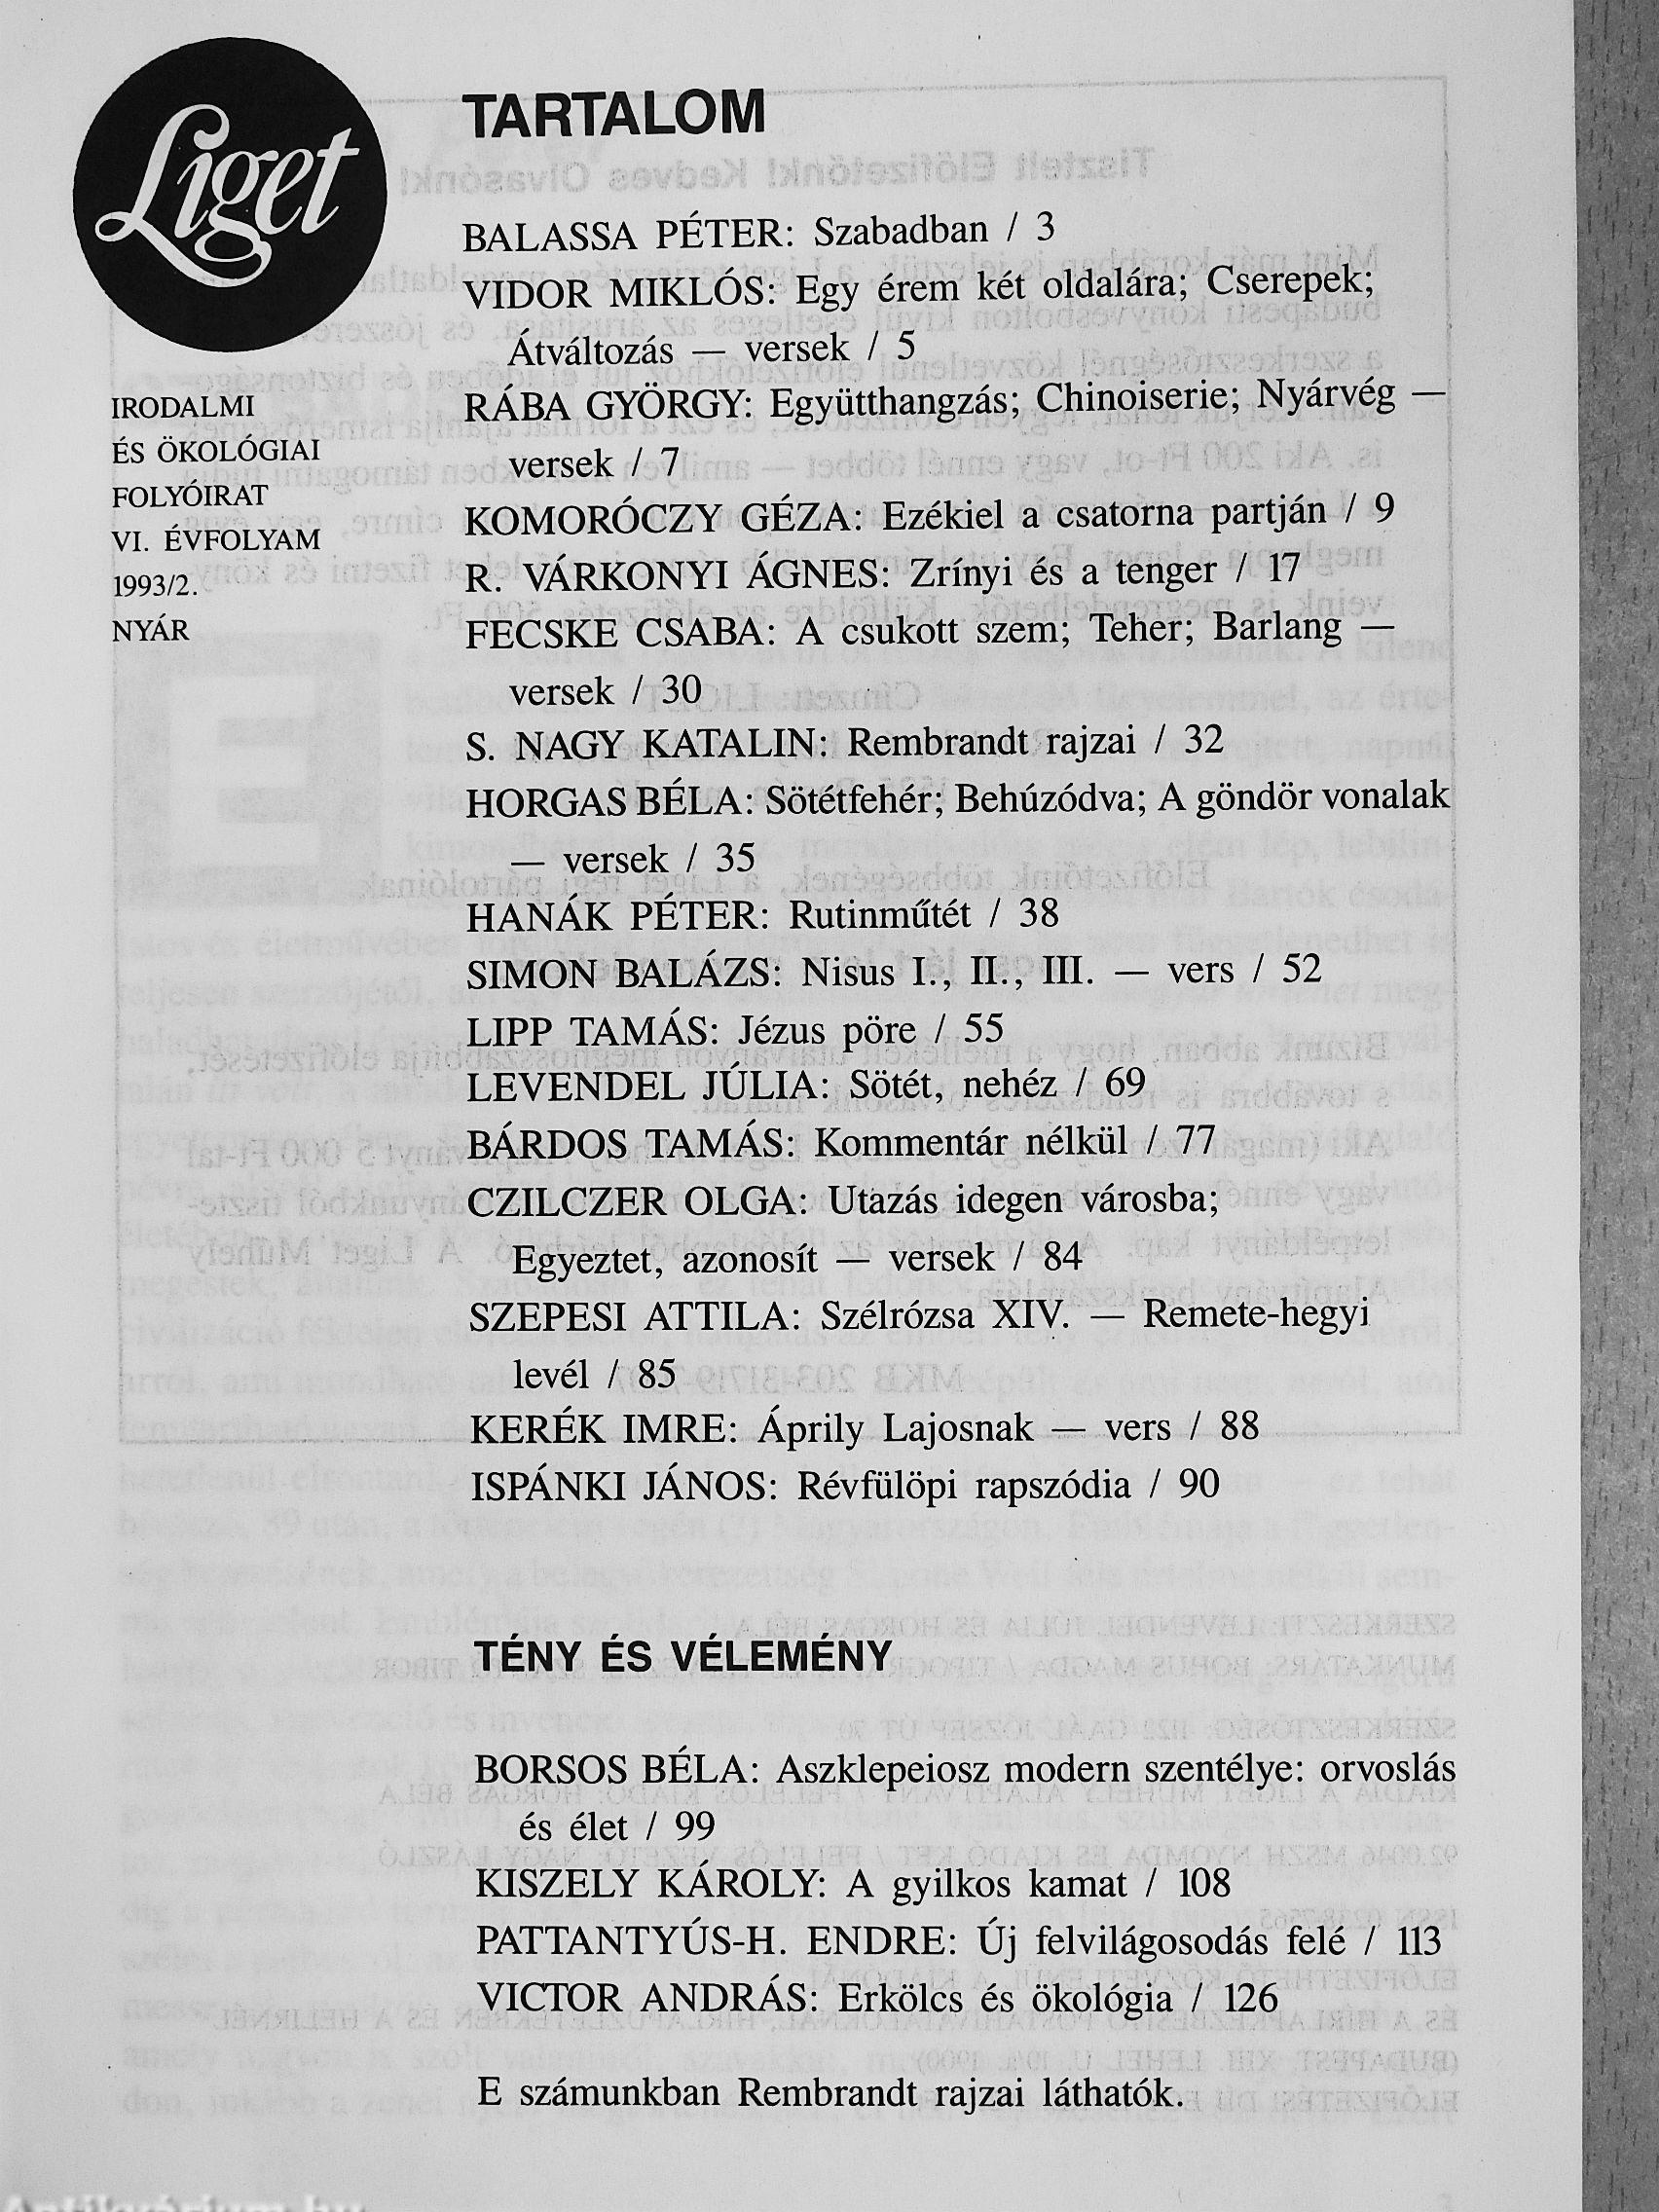 Liget
IRODALMI
ÉS ÖKOLÓGIAI
FOLYÓIRAT
VI. ÉVFOLYAM
1993/2.
NYÁR
TARTALOM
BALASSA PÉTER: Szabadban / 3
VIDOR MIKLÓS: Egy érem két oldalára; Cserepek;
Átváltozás — versek / 5
RÁBA GYÖRGY: Együtthangzás; Chinoiserie; Nyárvég —
versek / 7
KOMORÓCZY GÉZA: Ezékiel a csatorna partján / 9
R. VÁRKONYI ÁGNES: Zrínyi és a tenger / 17
FECSKE CSABA: A csukott szem; Teher; Barlang —
versek / 30
S. NAGY KATALIN: Rembrandt rajzai / 32
HORGAS BÉLA: Sötétfehér; Behúzódva; A göndör vonalak
— versek / 35
HANÁK PÉTER: Rutinműtét / 38
SIMON BALÁZS: Nisus I., II., III. — vers / 52
LIPP TAMÁS: Jézus pöre / 55
LEVENDEL JÚLIA: Sötét, nehéz / 69
BÁRDOS TAMÁS: Kommentár nélkül / 77
CZILCZER OLGA: Utazás idegen városba;
Egyeztet, azonosít — versek / 84
SZEPESI ATTILA: Szélrózsa XIV. — Remete-hegyi
levél / 85
KERÉK IMRE: Áprily Lajosnak — vers / 88
ISPÁNKI JÁNOS: Révfülöpi rapszódia / 90
TÉNY ÉS VÉLEMÉNY
BORSOS BÉLA: Aszklepeiosz modern szentélye: orvoslás
és élet / 99
KISZELY KÁROLY: A gyilkos kamat / 108
PATTANTYÚS-H. ENDRE: Új felvilágosodás felé / 113
VICTOR ANDRÁS: Erkölcs és ökológia / 126
E számunkban Rembrandt rajzai láthatók.